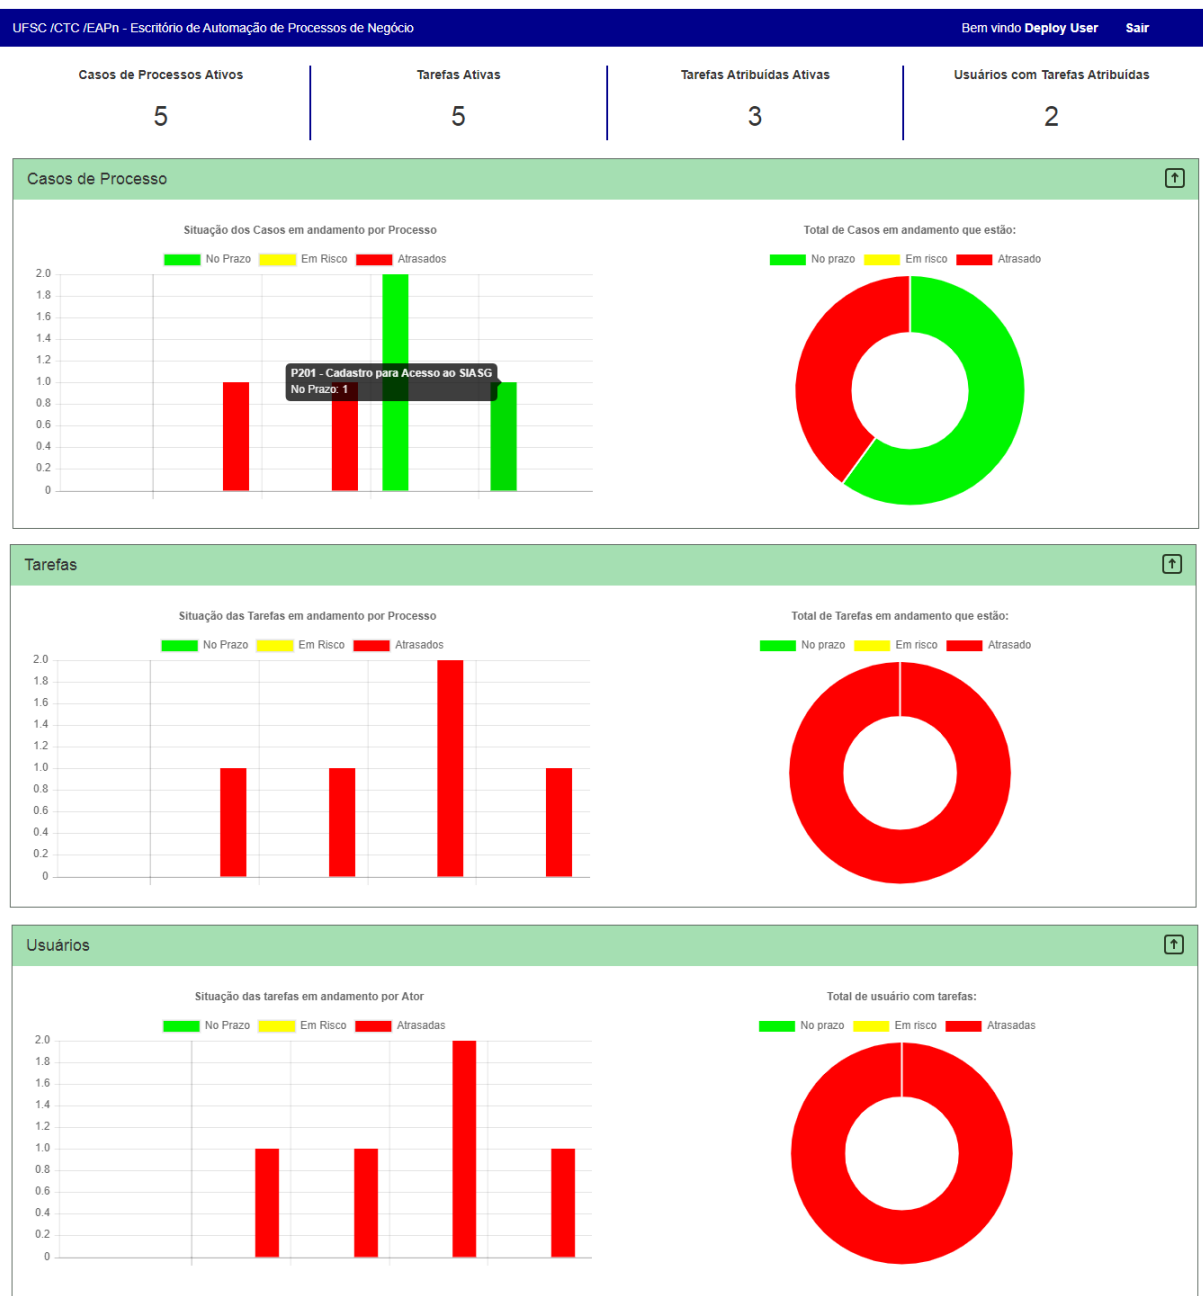 UFSC /CTC /EAPn - Escritório de Automação de Processos de Negócio
Bem vindo Deploy User Sair
Casos de Processos Ativos
5
Tarefas Ativas
5
Tarefas Atribuídas Ativas
3
Usuários com Tarefas Atribuídas
2
Casos de Processo
Situação dos Casos em andamento por Processo
No Prazo Em Risco Atrasados
2.0
1.8
1.6
1.4
1.2
1.0
0.8
0.6
0.4
0.2
0
P201 - Cadastro para Acesso ao SIASG
No Prazo: 1
Total de Casos em andamento que estão:
No prazo Em risco Atrasado
Tarefas
Situação das Tarefas em andamento por Processo
No Prazo Em Risco Atrasados
2.0
1.8
1.6
1.4
1.2
1.0
0.8
0.6
0.4
0.2
0
Total de Tarefas em andamento que estão:
No prazo Em risco Atrasado
Usuários
Situação das tarefas em andamento por Ator
No Prazo Em Risco Atrasadas
2.0
1.8
1.6
1.4
1.2
1.0
0.8
0.6
0.4
0.2
0
Total de usuário com tarefas:
No prazo Em risco Atrasadas